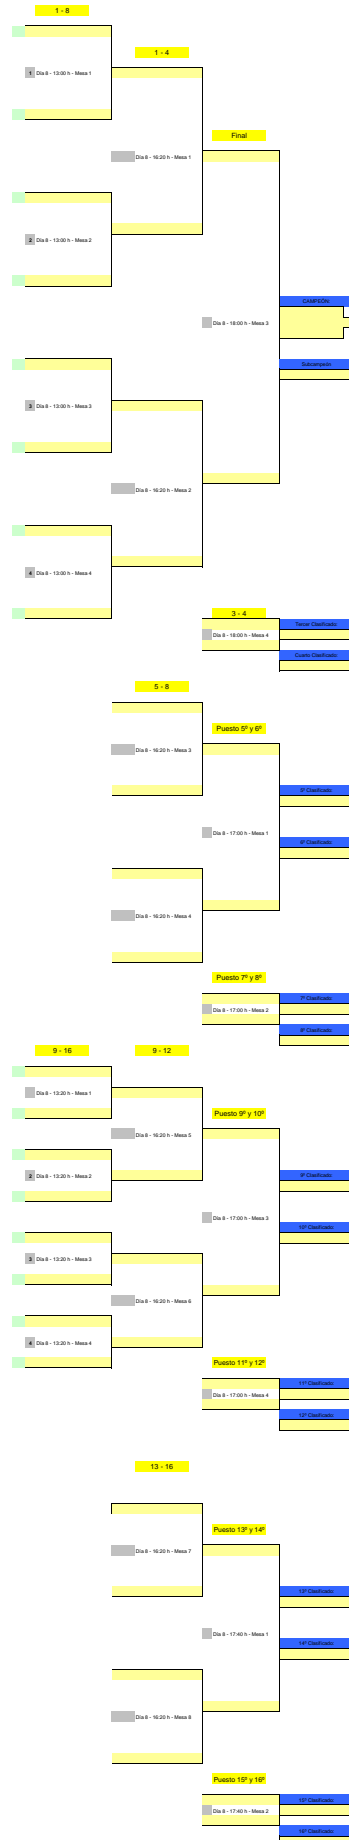 1 - 8
1 - 4
1 Día 8 - 13:00 h - Mesa 1
Final
Día 8 - 16:20 h - Mesa 1
2 Día 8 - 13:00 h - Mesa 2
CAMPEÓN:
Día 8 - 18:00 h - Mesa 3
Subcampeón
3 Día 8 - 13:00 h - Mesa 3
Día 8 - 16:20 h - Mesa 2
4 Día 8 - 13:00 h - Mesa 4
3 - 4
Tercer Clasificado:
Día 8 - 18:00 h - Mesa 4
Cuarto Clasificado:
5 - 8
Puesto 5º y 6º
Día 8 - 16:20 h - Mesa 3
5º Clasificado:
Día 8 - 17:00 h - Mesa 1
6º Clasificado:
Día 8 - 16:20 h - Mesa 4
Puesto 7º y 8º
7º Clasificado:
Día 8 - 17:00 h - Mesa 2
8º Clasificado:
9 - 16
9 - 12
Día 8 - 13:20 h - Mesa 1
Puesto 9º y 10º
Día 8 - 16:20 h - Mesa 5
2 Día 8 - 13:20 h - Mesa 2
9º Clasificado:
Día 8 - 17:00 h - Mesa 3
10º Clasificado:
3 Día 8 - 13:20 h - Mesa 3
Día 8 - 16:20 h - Mesa 6
4 Día 8 - 13:20 h - Mesa 4
Puesto 11º y 12º
11º Clasificado:
Día 8 - 17:00 h - Mesa 4
12º Clasificado:
13 - 16
Puesto 13º y 14º
Día 8 - 16:20 h - Mesa 7
13º Clasificado:
Día 8 - 17:40 h - Mesa 1
14º Clasificado:
Día 8 - 16:20 h - Mesa 8
Puesto 15º y 16º
15º Clasificado:
Día 8 - 17:40 h - Mesa 2
16º Clasificado: